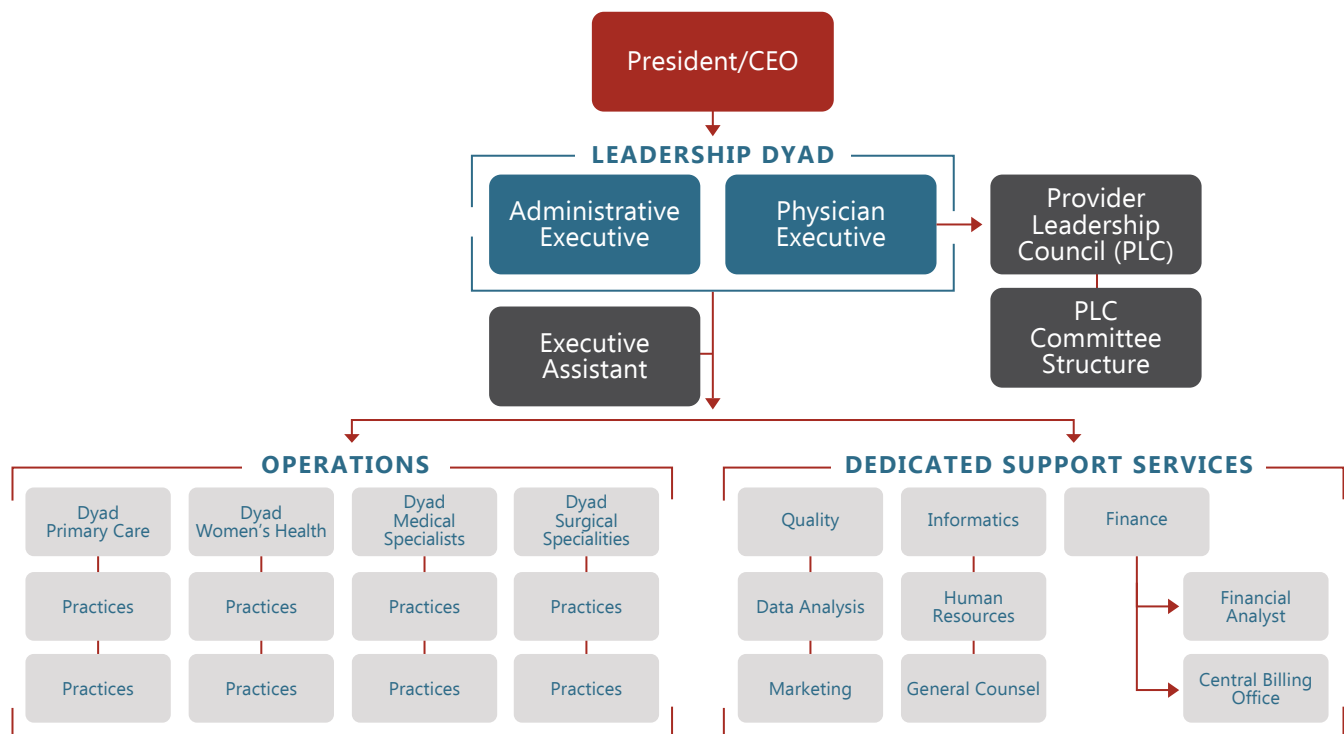 President/CEO
LEADERSHIP DYAD
Administrative
Executive
Physician
Executive
Provider
Leadership
Council (PLC)
PLC
Committee
Structure
Executive
Assistant
OPERATIONS
Dyad
Primary Care
Dyad
Women’s Health
Dyad
Medical
Specialists
Dyad
Surgical
Specialities
Practices
Practices
Practices
Practices
Practices
Practices
Practices
Practices
DEDICATED SUPPORT SERVICES
Quality
Informatics
Finance
Data Analysis
Human
Resources
Financial
Analyst
Marketing
General Counsel
Central Billing
Office